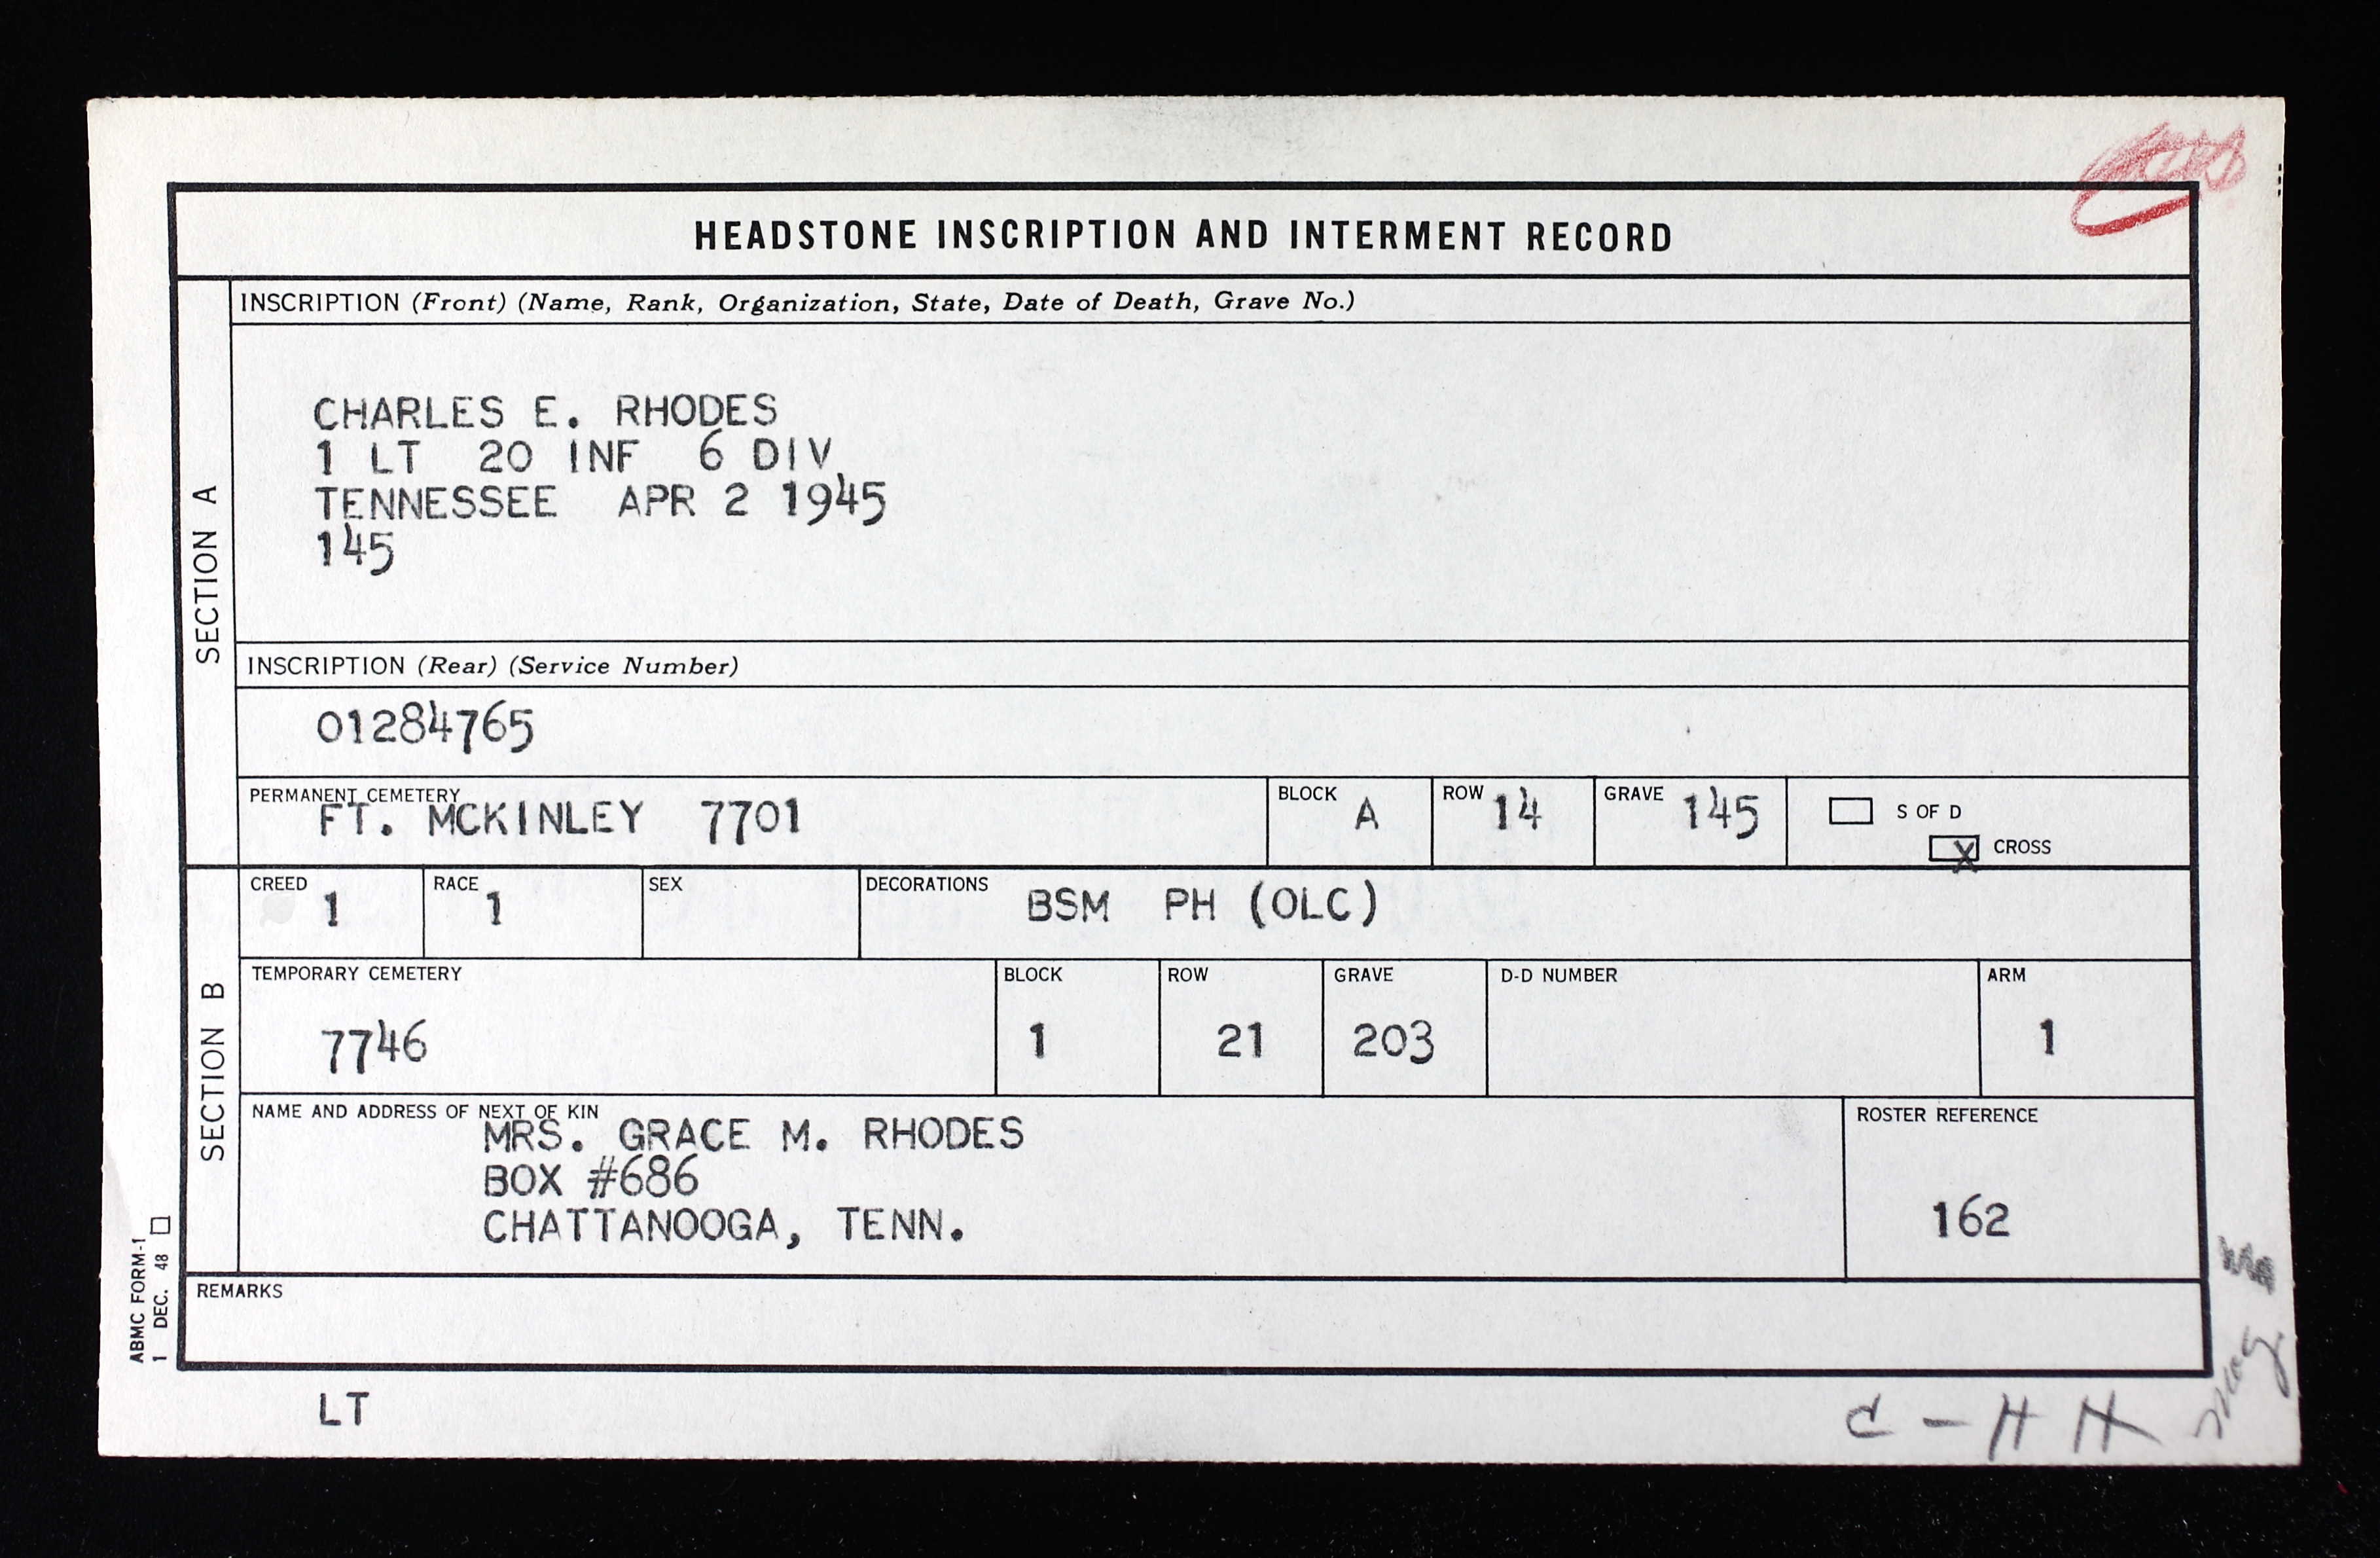 HEADSTONE INSCRIPTION AND INTERMENT RECORD
SECTION A
INSCRIPTION (Front) (Name, Rank, Organization, State, Date of Death, Grave No.)
CHARLES E. RHODES
1 LT 20 INF 6 DIV
TENNESSEE APR 2 1945
145
INSCRIPTION (Rear) (Service Number)
01284765
PERMANENT CEMETERY BLOCK ROW GRAVE
FT. MCKINLEY 7701 A 14 145
S OF D
X CROSS
SECTION B
CREED RACE SEX DECORATIONS
1 1 BSM PH (OLC)
TEMPORARY CEMETERY BLOCK ROW GRAVE D-D NUMBER ARM
7746 1 21 203 1
NAME AND ADDRESS OF NEXT OF KIN ROSTER REFERENCE
MRS. GRACE M. RHODES
BOX #686
CHATTANOOGA, TENN.
162
REMARKS
ABMC FORM-1
1 DEC. 48
LT
C - H H